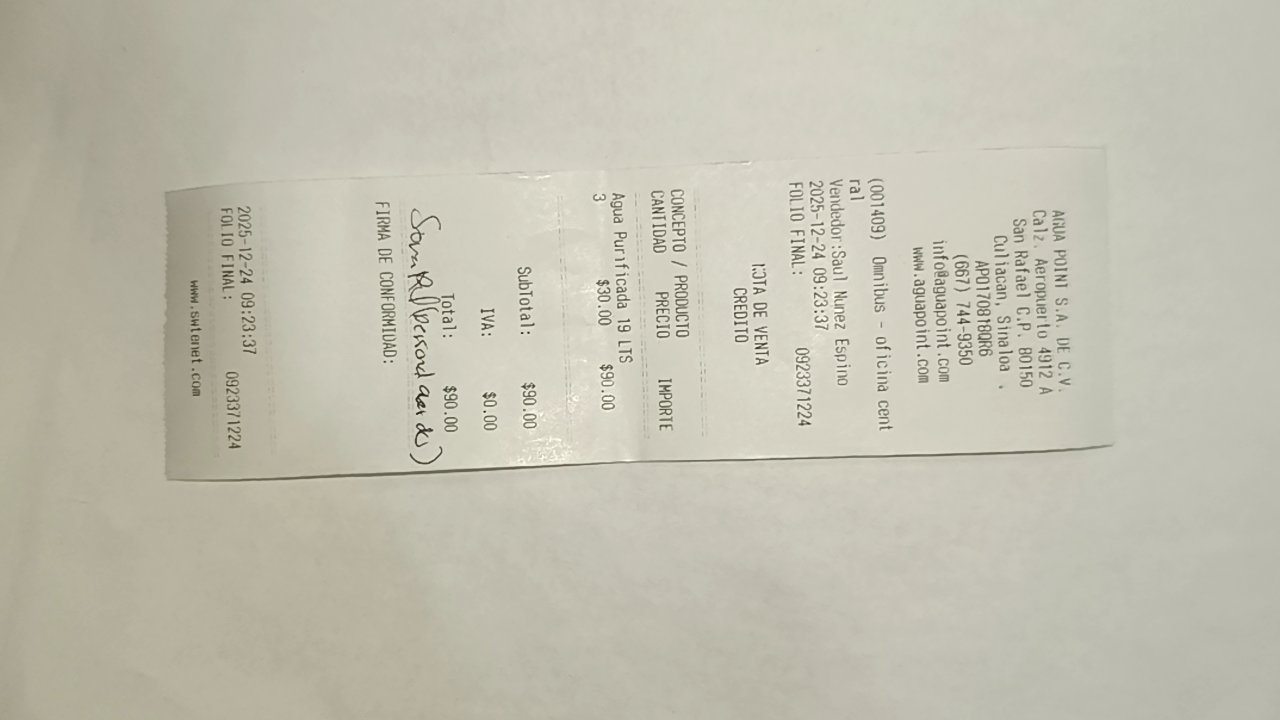 AGUA POINT S.A. DE C.V.
Calz. Aeropuerto 4912 A
San Rafael C.P. 80150
Culiacan, Sinaloa .
APO170818QR6
(667) 744-9350
info@aguapoint.com
www.aguapoint.com
(001409) Omnibus - oficina cent
ral
Vendedor:Saul Nunez Espino
2025-12-24 09:23:37
FOLIO FINAL: 0923371224
NOTA DE VENTA
CREDITO
CONCEPTO / PRODUCTO
CANTIDAD PRECIO IMPORTE
Agua Purificada 19 LTS
3 $30.00 $90.00
SubTotal: $90.00
IVA: $0.00
Total: $90.00
FIRMA DE CONFORMIDAD:
2025-12-24 09:23:37
FOLIO FINAL: 0923371224
www.swtenet.com